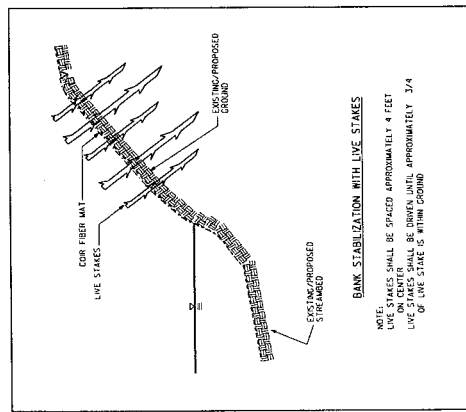 COIR FIBER MAT
LIVE STAKES
EXISTING/PROPOSED
GROUND
EXISTING/PROPOSED
STREAMBED
BANK STABILIZATION WITH LIVE STAKES
NOTE:
LIVE STAKES SHALL BE SPACED APPROXIMATELY 4 FEET
ON CENTER
LIVE STAKES SHALL BE DRIVEN UNTIL APPROXIMATELY 3/4
OF LIVE STAKE IS WITHIN GROUND